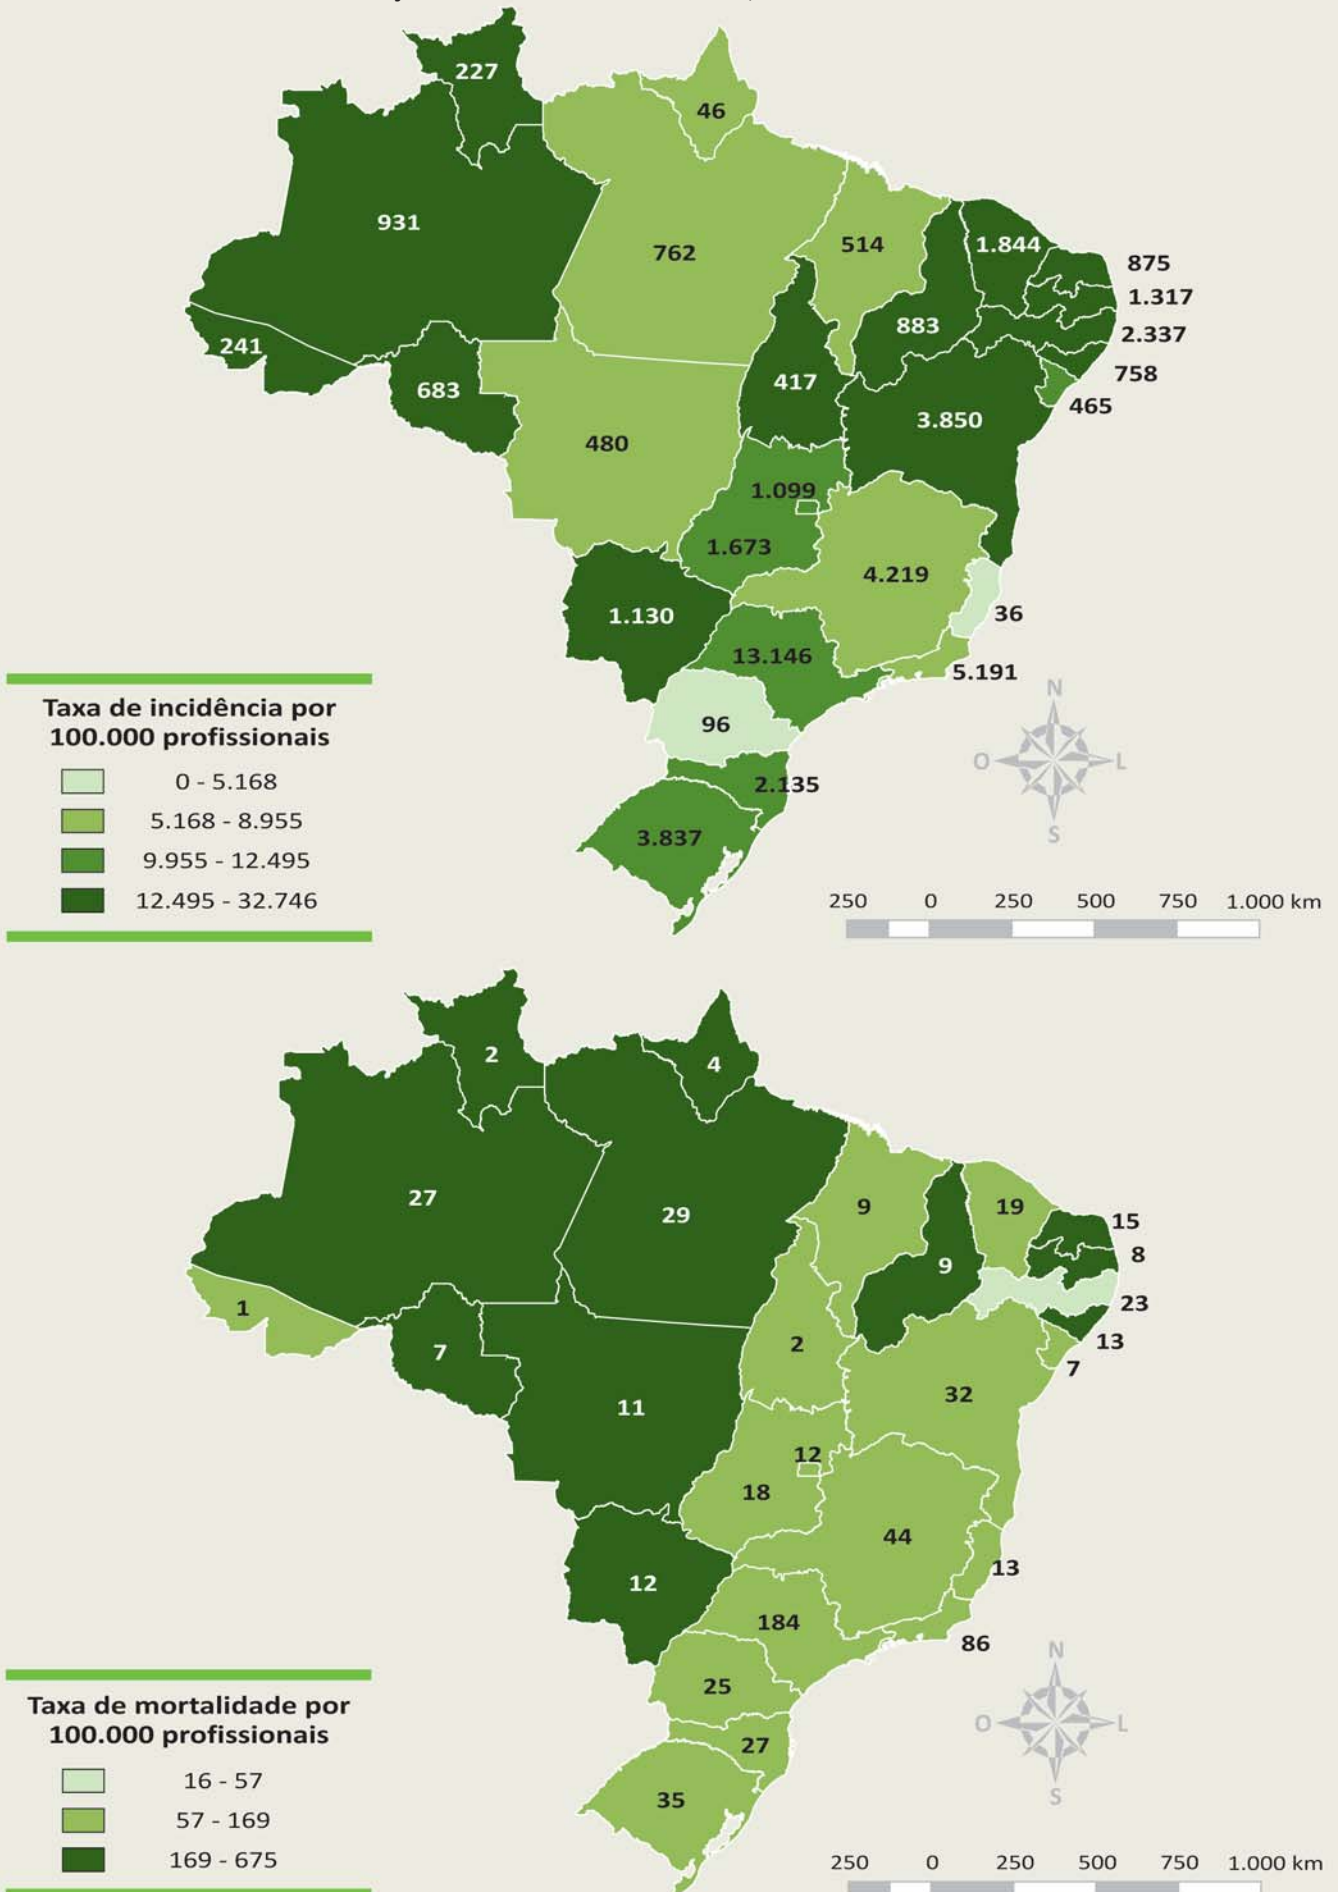 227
46
931
762
514
1.844
875
1.317
883
2.337
241
758
683
417
465
3.850
480
1.099
1.673
4.219
36
1.130
13.146
5.191
96
2.135
3.837
Taxa de incidência por
100.000 profissionais
0 - 5.168
5.168 - 8.955
9.955 - 12.495
12.495 - 32.746
N
O L
S
250 0 250 500 750 1.000 km
2
4
27
29
9
19
15
8
9
23
1
13
7
2
7
11
32
12
18
44
13
12
184
86
25
27
35
Taxa de mortalidade por
100.000 profissionais
16 - 57
57 - 169
169 - 675
N
O L
S
250 0 250 500 750 1.000 km